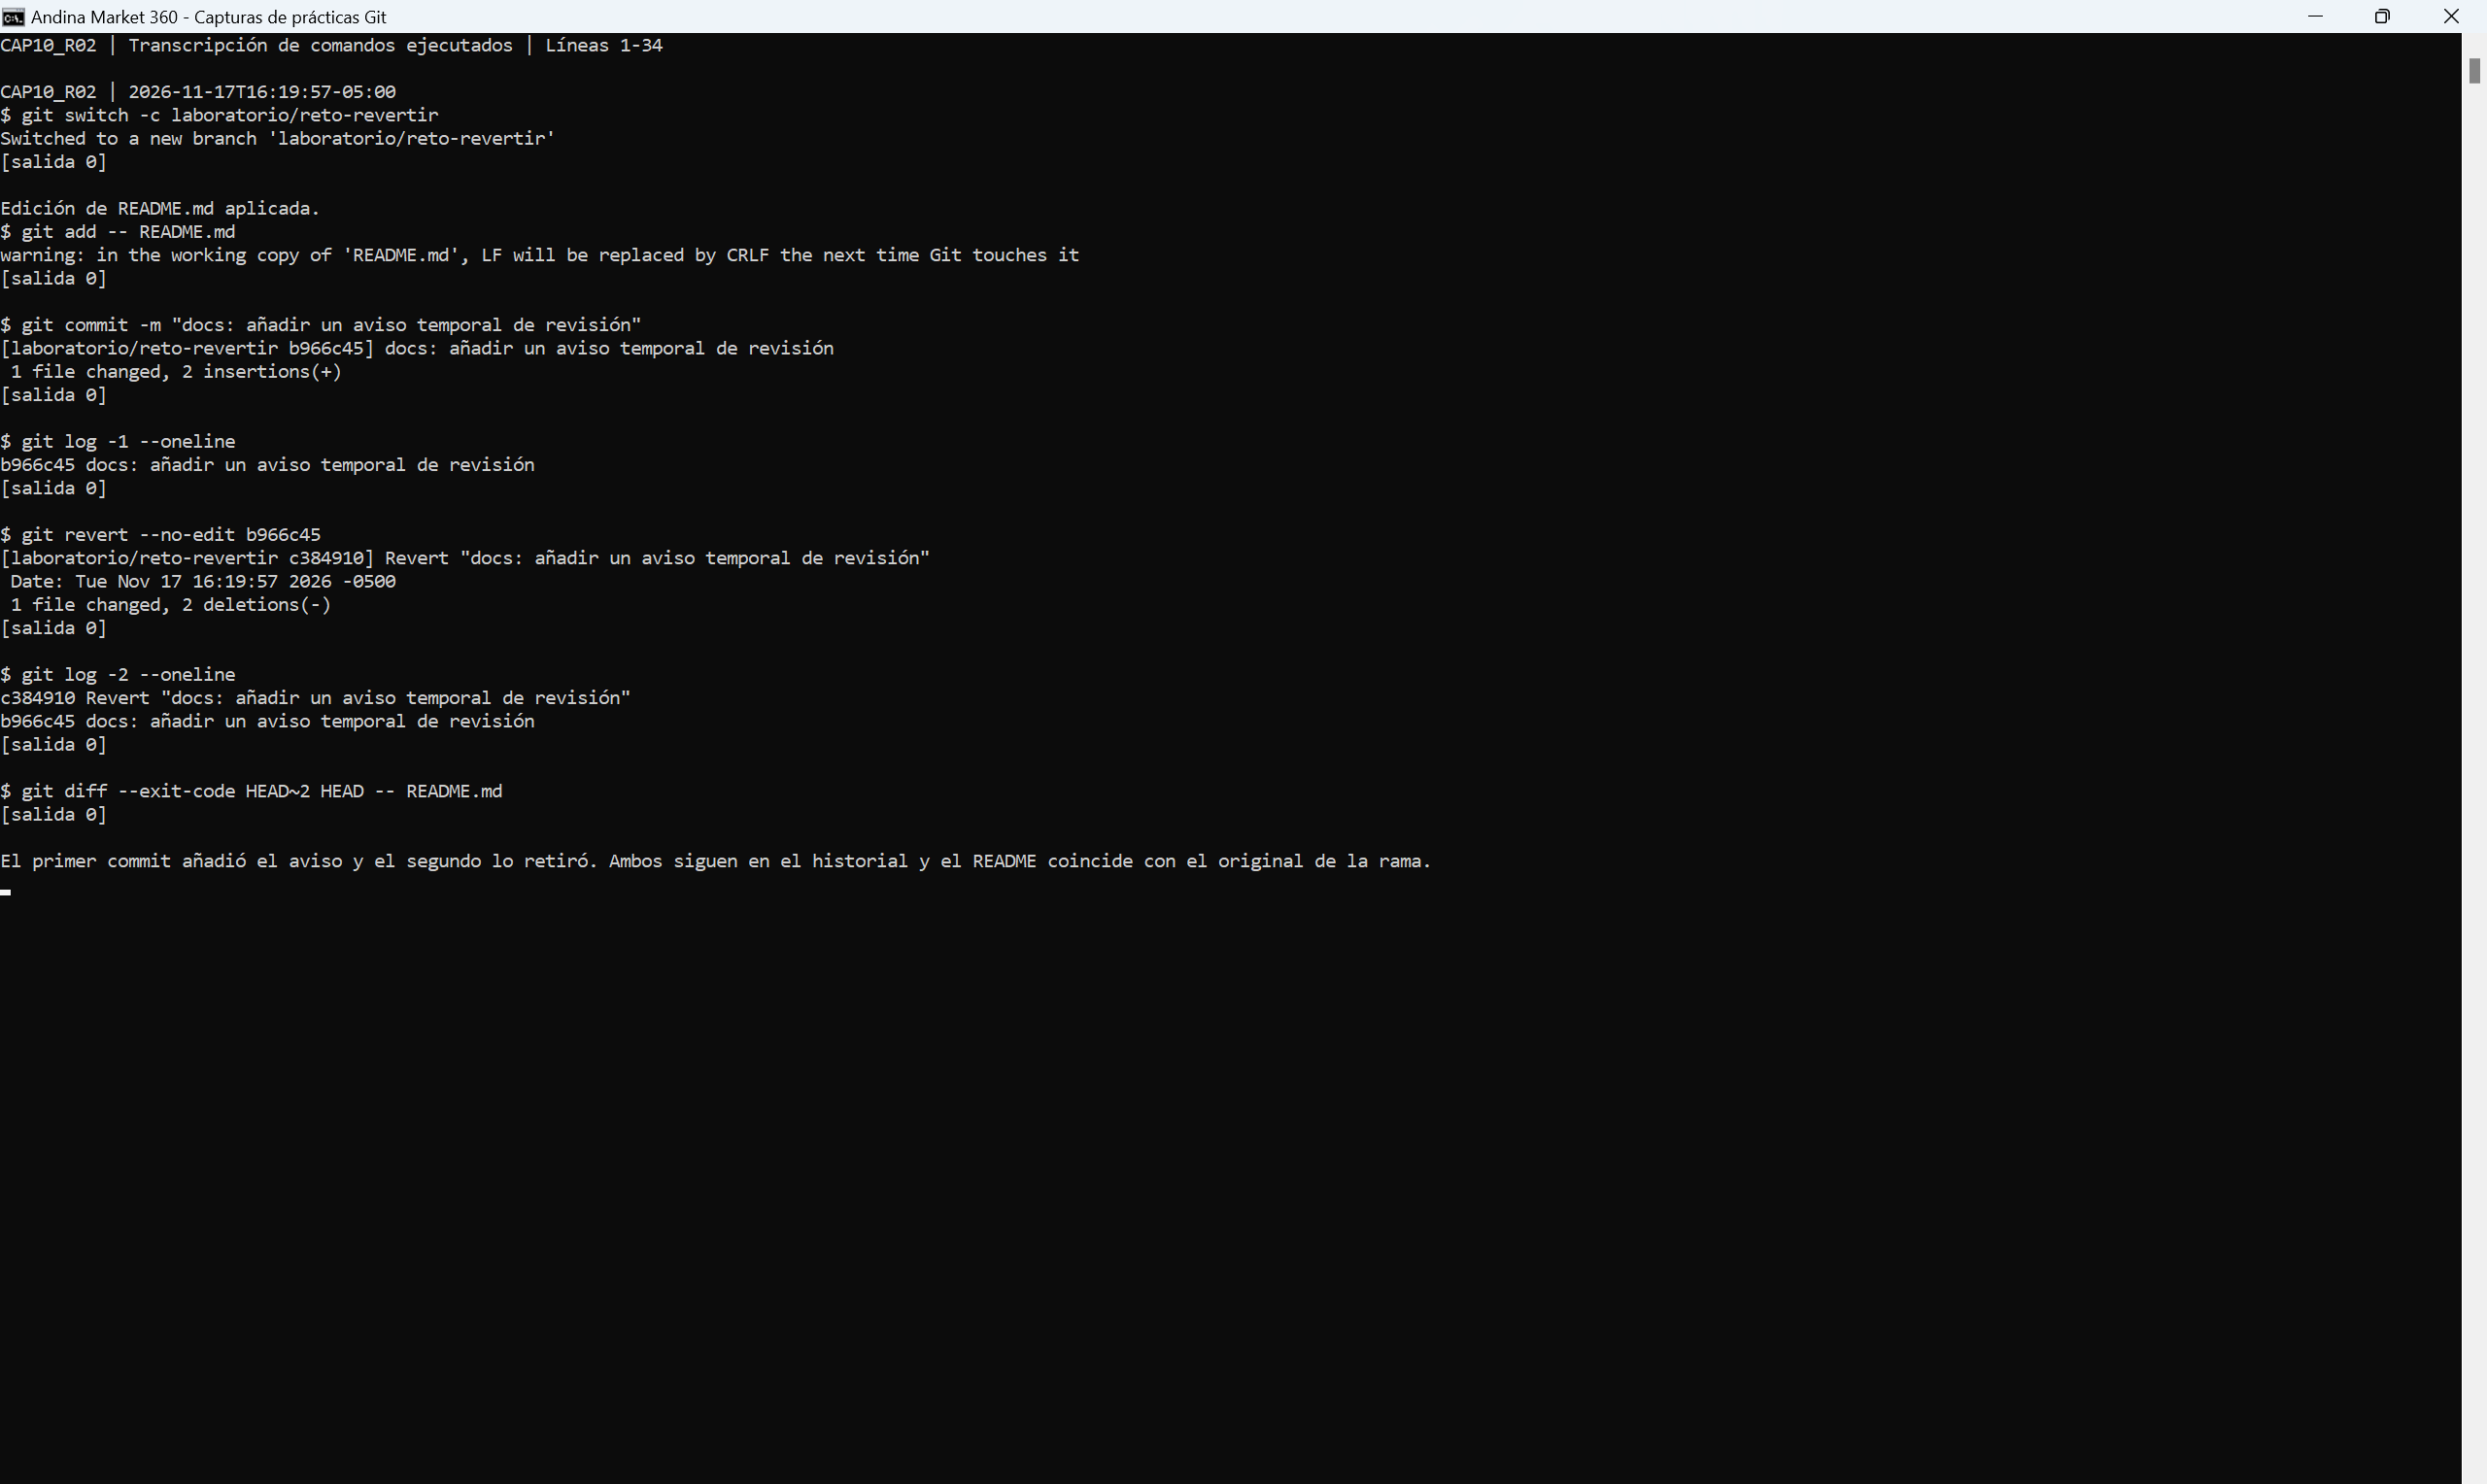 Andina Market 360 - Capturas de prácticas Git
CAP10_R02 | Transcripción de comandos ejecutados | Líneas 1-34
CAP10_R02 | 2026-11-17T16:19:57-05:00
$ git switch -c laboratorio/reto-revertir
Switched to a new branch 'laboratorio/reto-revertir'
[salida 0]
Edición de README.md aplicada.
$ git add -- README.md
warning: in the working copy of 'README.md', LF will be replaced by CRLF the next time Git touches it
[salida 0]
$ git commit -m "docs: añadir un aviso temporal de revisión"
[laboratorio/reto-revertir b966c45] docs: añadir un aviso temporal de revisión
 1 file changed, 2 insertions(+)
[salida 0]
$ git log -1 --oneline
b966c45 docs: añadir un aviso temporal de revisión
[salida 0]
$ git revert --no-edit b966c45
[laboratorio/reto-revertir c384910] Revert "docs: añadir un aviso temporal de revisión"
 Date: Tue Nov 17 16:19:57 2026 -0500
 1 file changed, 2 deletions(-)
[salida 0]
$ git log -2 --oneline
c384910 Revert "docs: añadir un aviso temporal de revisión"
b966c45 docs: añadir un aviso temporal de revisión
[salida 0]
$ git diff --exit-code HEAD~2 HEAD -- README.md
[salida 0]
El primer commit añadió el aviso y el segundo lo retiró. Ambos siguen en el historial y el README coincide con el original de la rama.